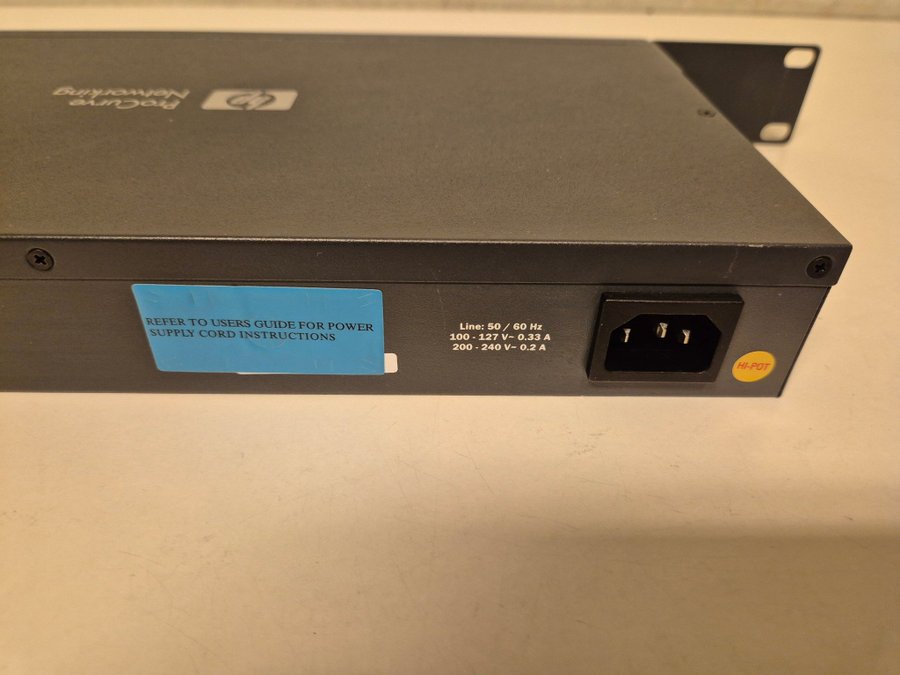 ProCurve
Networking
hp
REFER TO USERS GUIDE FOR POWER
SUPPLY CORD INSTRUCTIONS
Line: 50 / 60 Hz
100 - 127 V~ 0.33 A
200 - 240 V~ 0.2 A
HI-POT